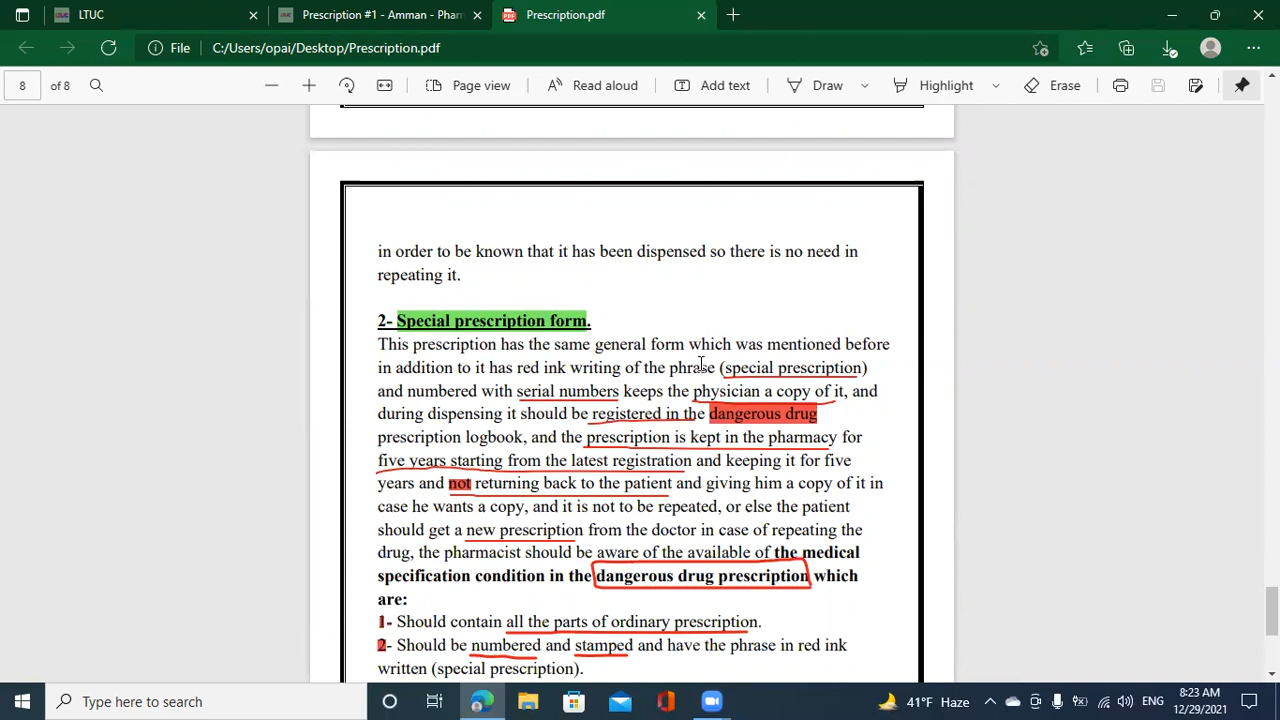 LTUC
LTUC
Prescription #1 - Amman - Pharm
Prescription.pdf
File
C:/Users/opai/Desktop/Prescription.pdf
8
of 8
Page view
Read aloud
Add text
Draw
Highlight
Erase
in order to be known that it has been dispensed so there is no need in
repeating it.
2- Special prescription form.
This prescription has the same general form which was mentioned before
in addition to it has red ink writing of the phrase (special prescription)
and numbered with serial numbers keeps the physician a copy of it, and
during dispensing it should be registered in the dangerous drug
prescription logbook, and the prescription is kept in the pharmacy for
five years starting from the latest registration and keeping it for five
years and not returning back to the patient and giving him a copy of it in
case he wants a copy, and it is not to be repeated, or else the patient
should get a new prescription from the doctor in case of repeating the
drug, the pharmacist should be aware of the available of the medical
specification condition in the dangerous drug prescription which
are:
1- Should contain all the parts of ordinary prescription.
2- Should be numbered and stamped and have the phrase in red ink
written (special prescription).
Type here to search
41°F Haze
ENG
8:23 AM
12/29/2021